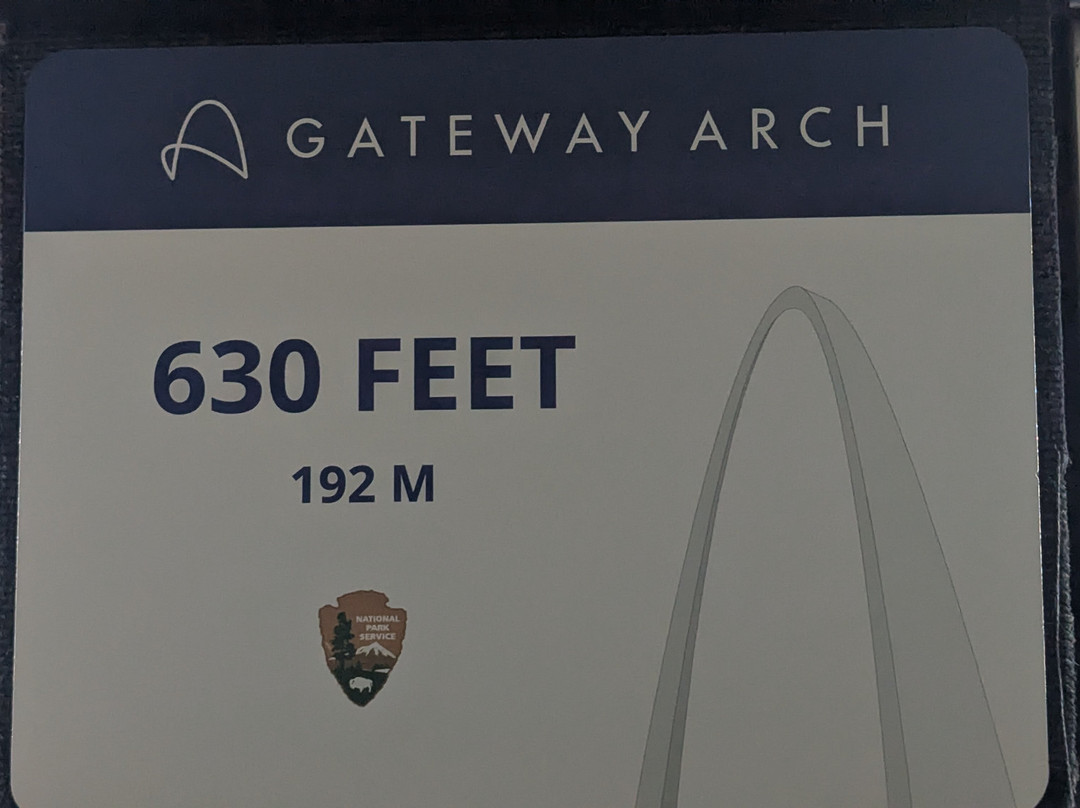 GATEWAY ARCH
630 FEET
192 M
NATIONAL
PARK
SERVICE